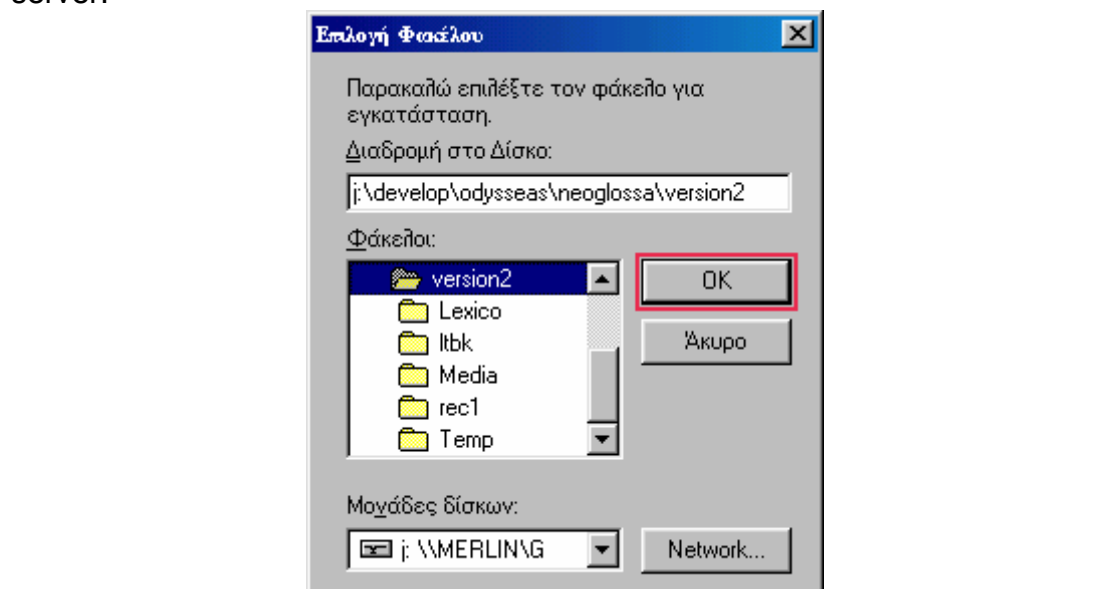 server.
Επιλογή Φακέλου
Παρακαλώ επιλέξτε τον φάκελο για
εγκατάσταση.
Διαδρομή στο Δίσκο:
j:\develop\odysseas\neoglossa\version2
Φάκελοι:
version2
OK
Lexico
ltbk
Άκυρο
Media
rec1
Temp
Μονάδες δίσκων:
j: \\MERLIN\G
Network...